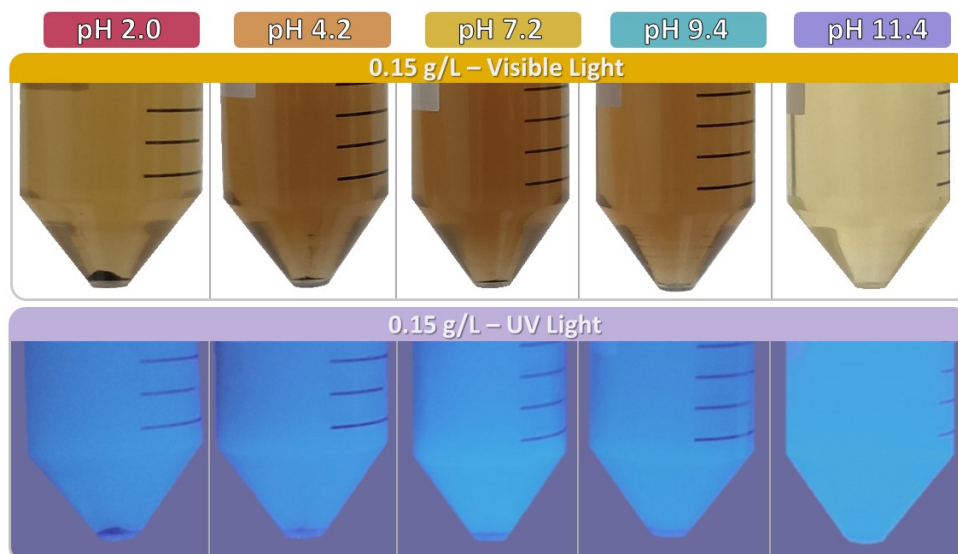 pH 2.0
pH 4.2
pH 7.2
pH 9.4
pH 11.4
0.15 g/L – Visible Light
0.15 g/L – UV Light